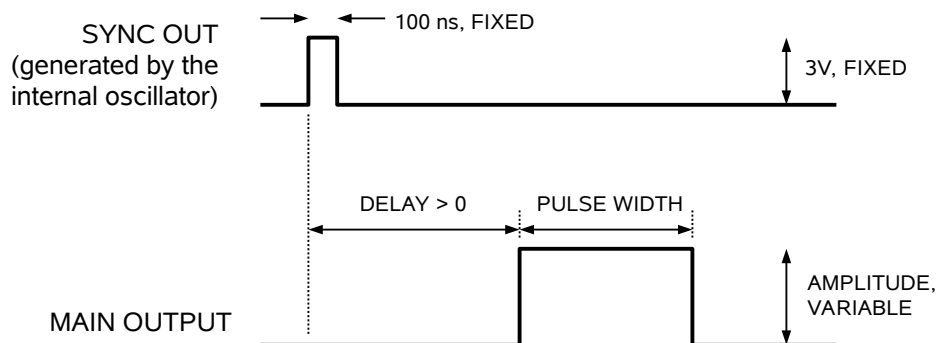 100 ns, FIXED
SYNC OUT
(generated by the
internal oscillator)
3V, FIXED
DELAY > 0
PULSE WIDTH
AMPLITUDE,
VARIABLE
MAIN OUTPUT